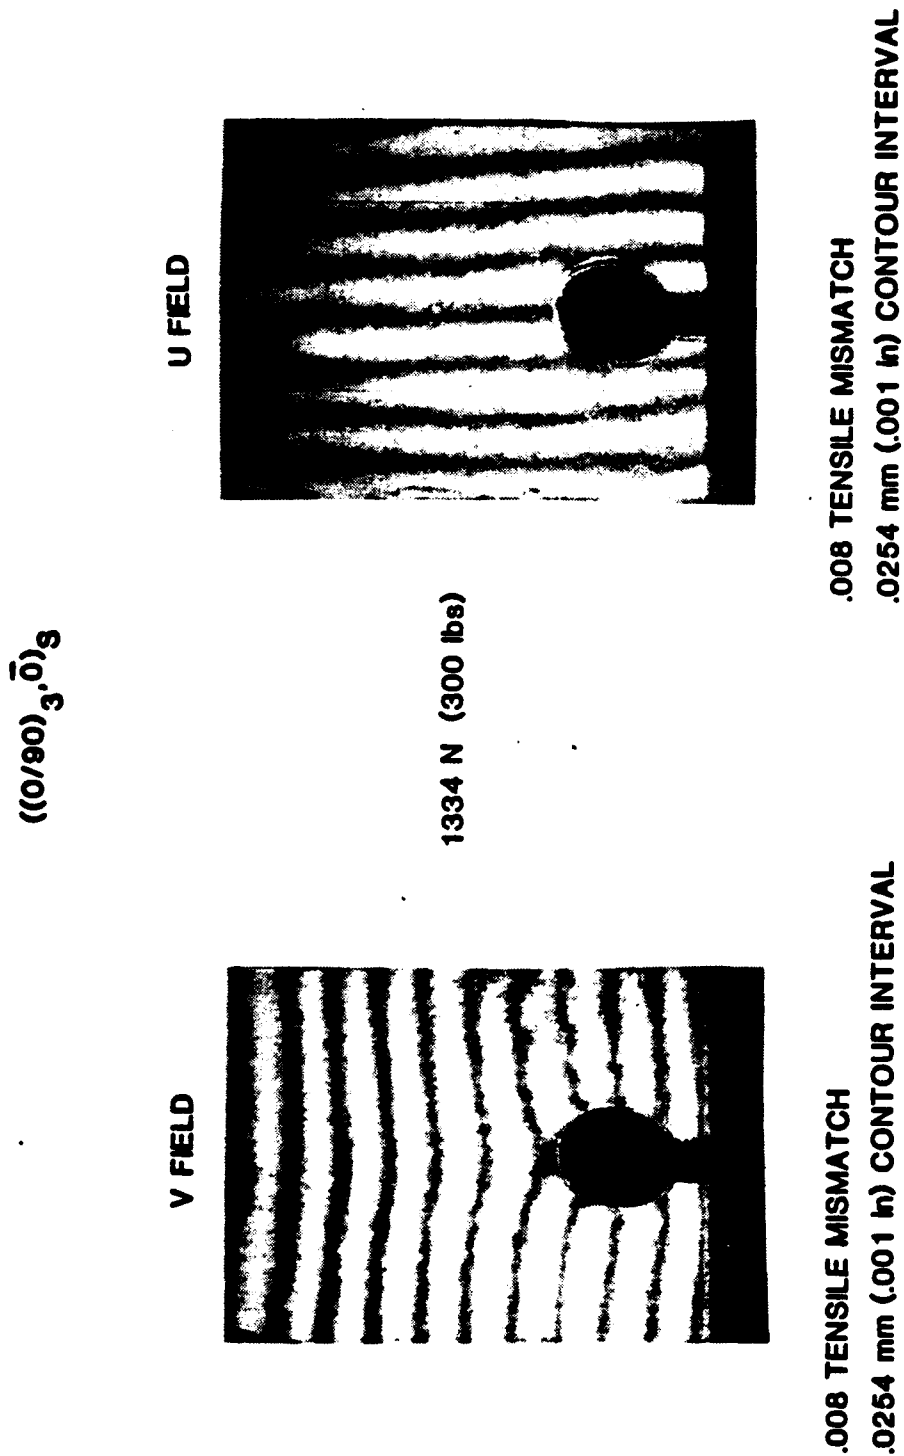 ((0/90)₃,0̅)ₛ
V FIELD
U FIELD
1334 N (300 lbs)
.008 TENSILE MISMATCH
.0254 mm (.001 in) CONTOUR INTERVAL
.008 TENSILE MISMATCH
.0254 mm (.001 in) CONTOUR INTERVAL